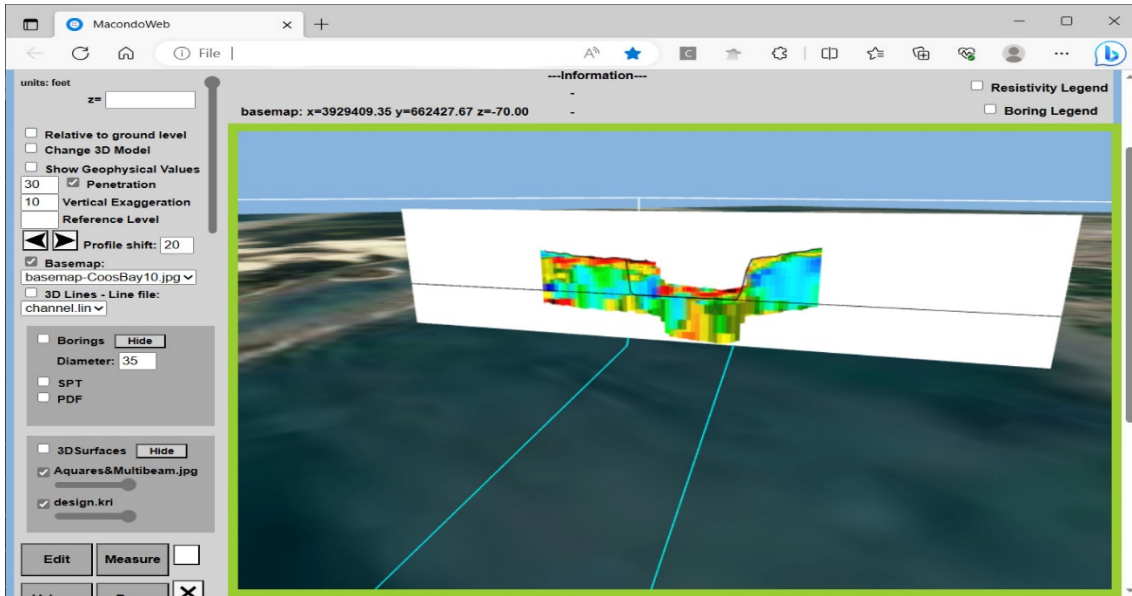 MacondoWeb
File
units: feet
z=
Relative to ground level
Change 3D Model
Show Geophysical Values
30 Penetration
10 Vertical Exaggeration
Reference Level
Profile shift: 20
Basemap:
basemap-CoosBay10.jpg
3D Lines - Line file:
channel.lin
Borings Hide
Diameter: 35
SPT
PDF
3DSurfaces Hide
Aquares&Multibeam.jpg
design.kri
Edit Measure
---Information---
-
basemap: x=3929409.35 y=662427.67 z=-70.00 -
Resistivity Legend
Boring Legend